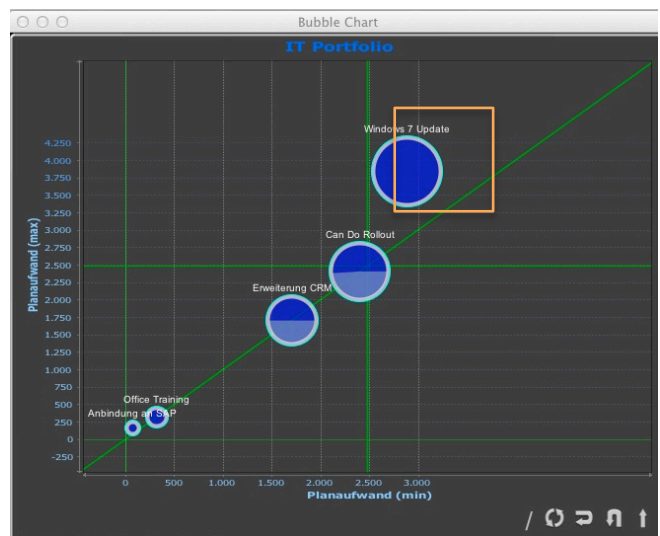 Bubble Chart
IT Portfolio
Planaufwand (max)
4.250
4.000
3.750
3.500
3.250
3.000
2.750
2.500
2.250
2.000
1.750
1.500
1.250
1.000
750
500
250
0
-250
Windows 7 Update
Can Do Rollout
Erweiterung CRM
Office Training
Anbindung an SAP
0
500
1.000
1.500
2.000
2.500
3.000
Planaufwand (min)